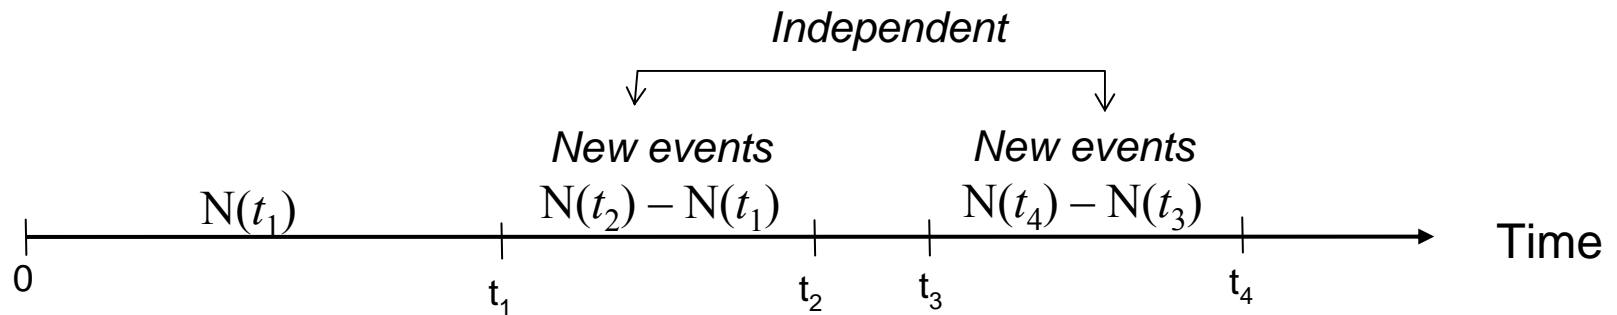 Independent
New events New events
N(t₁) N(t₂) – N(t₁) N(t₄) – N(t₃)
Time
0 t₁ t₂ t₃ t₄